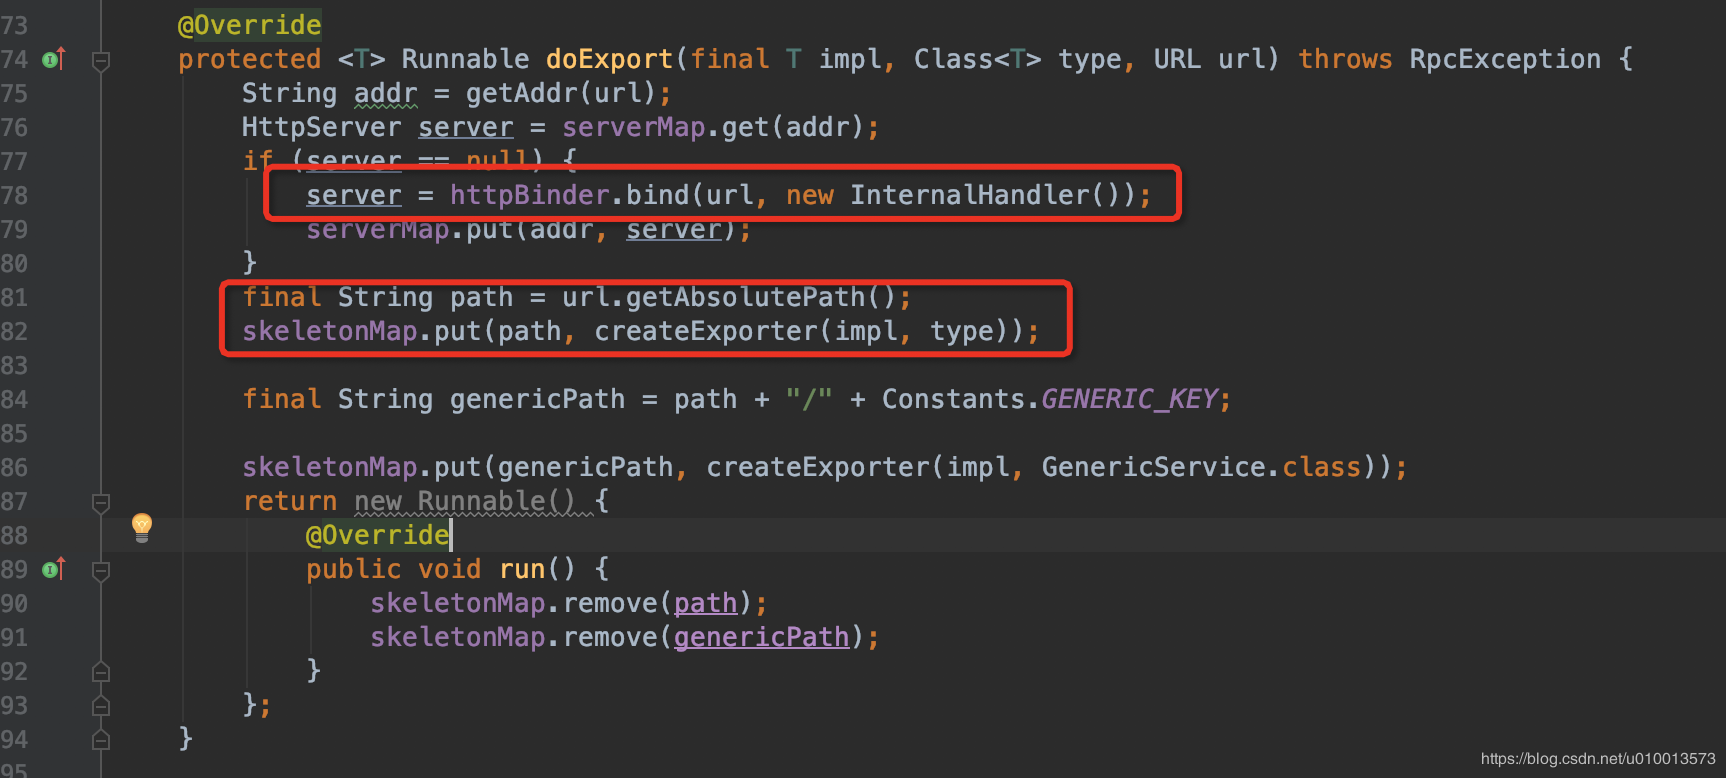 73 @Override
74 protected <T> Runnable doExport(final T impl, Class<T> type, URL url) throws RpcException {
75 String addr = getAddr(url);
76 HttpServer server = serverMap.get(addr);
77 if (server == null) {
78 server = httpBinder.bind(url, new InternalHandler());
79 serverMap.put(addr, server);
80 }
81 final String path = url.getAbsolutePath();
82 skeletonMap.put(path, createExporter(impl, type));
83
84 final String genericPath = path + "/" + Constants.GENERIC_KEY;
85
86 skeletonMap.put(genericPath, createExporter(impl, GenericService.class));
87 return new Runnable() {
88 @Override
89 public void run() {
90 skeletonMap.remove(path);
91 skeletonMap.remove(genericPath);
92 }
93 };
94 }
95
https://blog.csdn.net/u010013573